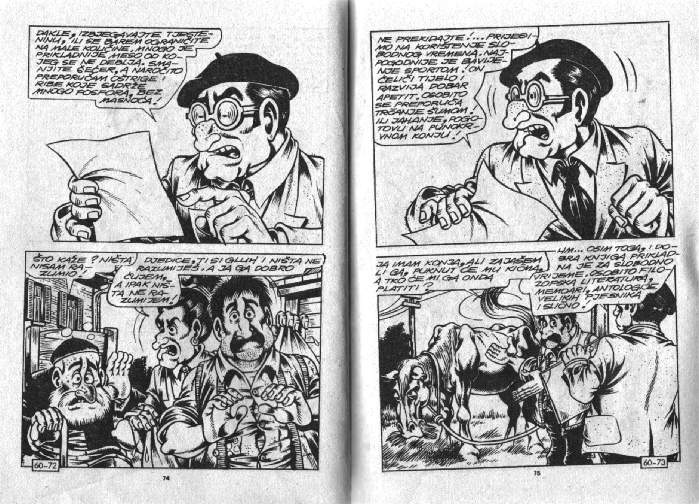 DAKLE, IZBJEGAVAJTE TJESTE-
NINA, ILI SE BAREM OGRANIČITE
NA MALE KOLIČINE, MNOGO JE
PRIKLADNIJE MESO OD KO-
JEG SE NE DEBLJA. SMA-
NJITE ŠEĆER, A NAROČITO
PREPORUČAM OŠTRIGE I
RIBE KOJE SADRŽE
MNOGO FOSFORA, BEZ
MASNOĆA!
ŠTO KAŽE? NIŠTA
NISAM RA-
ZUMIO!
DJEDICE, TI SI GLUH I NIŠTA NE
RAZUMIJEŠ. A JA GA DOBRO
ČUJEM,
A IPAK NIŠ-
TA NE RA-
ZUMIJEM!
60-72
74
NE PREKIDAJTE!... PRIJEĐI-
MO NA KORIŠTENJE SLO-
BODNOG VREMENA. NAJ-
POGODNIJE JE BAVLJE-
NJE SPORTOM! ON
ČELIČI TIJELO I
RAZVIJA DOBAR
APETIT. OSOBITO
SE PREPORUČA
TRČANJE ŠUMOM!
ILI JAHANJE, POGO-
TOVU NA PUNOKR-
VNOM KONJU!
JA IMAM KONJA, ALI ZAJAŠEM
LI GA, PUKNUT ĆE MU KIČMA,
A TKO ĆE MI GA ONDA
PLATITI?
UM... OSIM TOGA, I DO-
BRA KNJIGA PRIKLAD-
NA JE ZA SLOBODNO
VRIJEME. OSOBITO FILO-
ZOFSKA LITERATURA,
MEMOARI, ANTOLOGIJE
VELIKIH PJESNIKA
I SLIČNO!
60-73
75